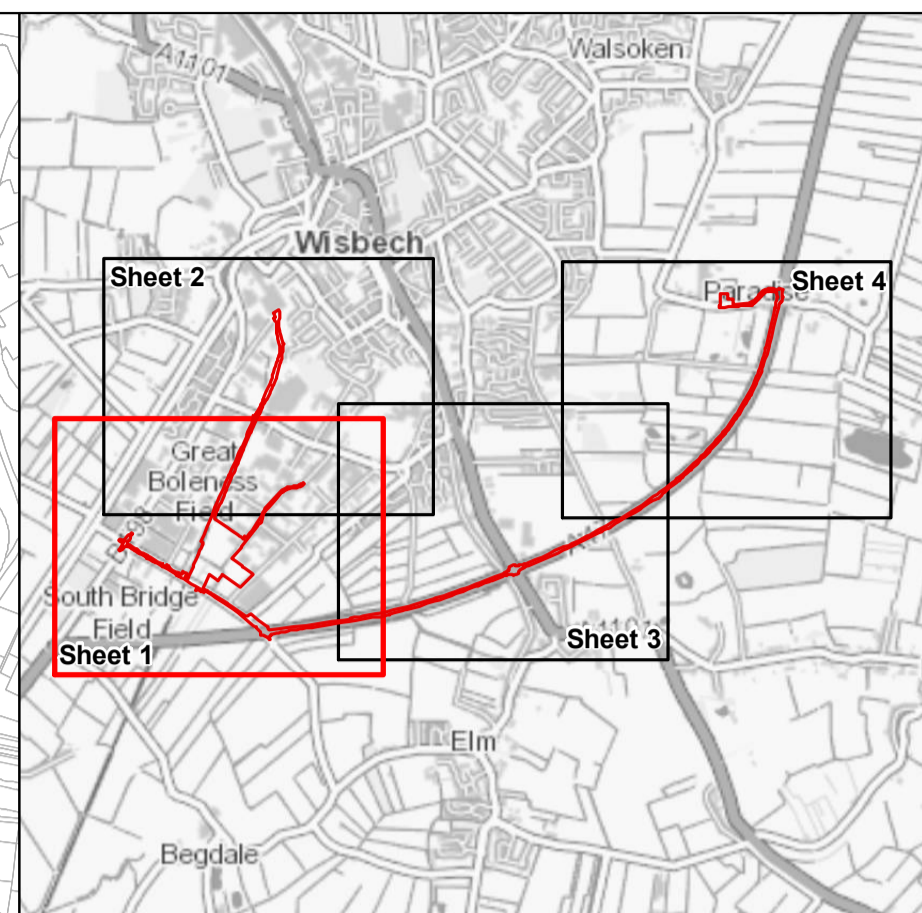 Walsoken
A1101
Wisbech
Sheet 2
Paradise
Sheet 4
Great
Boleness
Field
South Bridge
Field
Sheet 1
A47
Sheet 3
Elm
Begdale